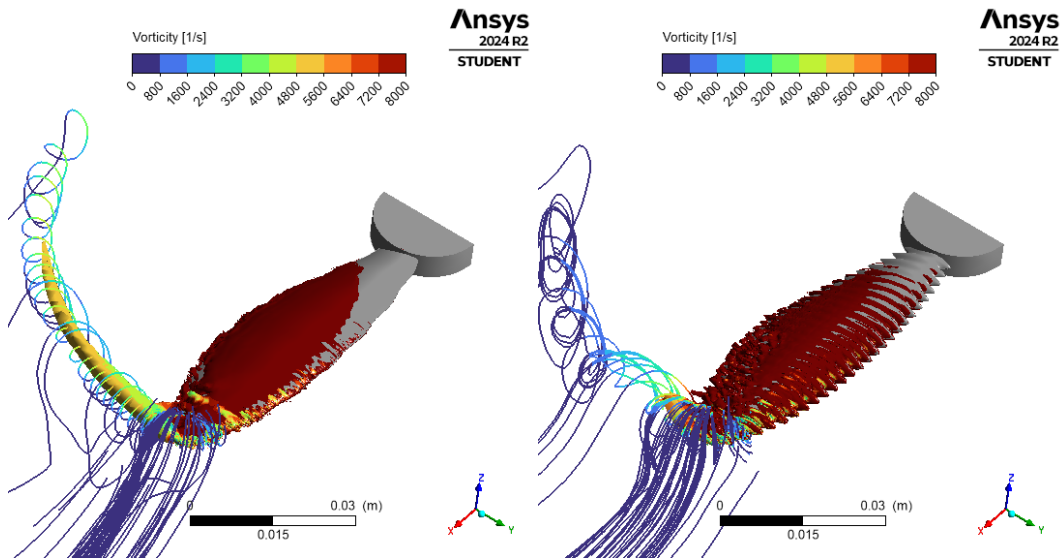 Ansys
2024 R2
STUDENT
Vorticity [1/s]
0 800 1600 2400 3200 4000 4800 5600 6400 7200 8000
Z
X
Y
0 0.03 (m)
0.015
Ansys
2024 R2
STUDENT
Vorticity [1/s]
0 800 1600 2400 3200 4000 4800 5600 6400 7200 8000
Z
X
Y
0 0.03 (m)
0.015